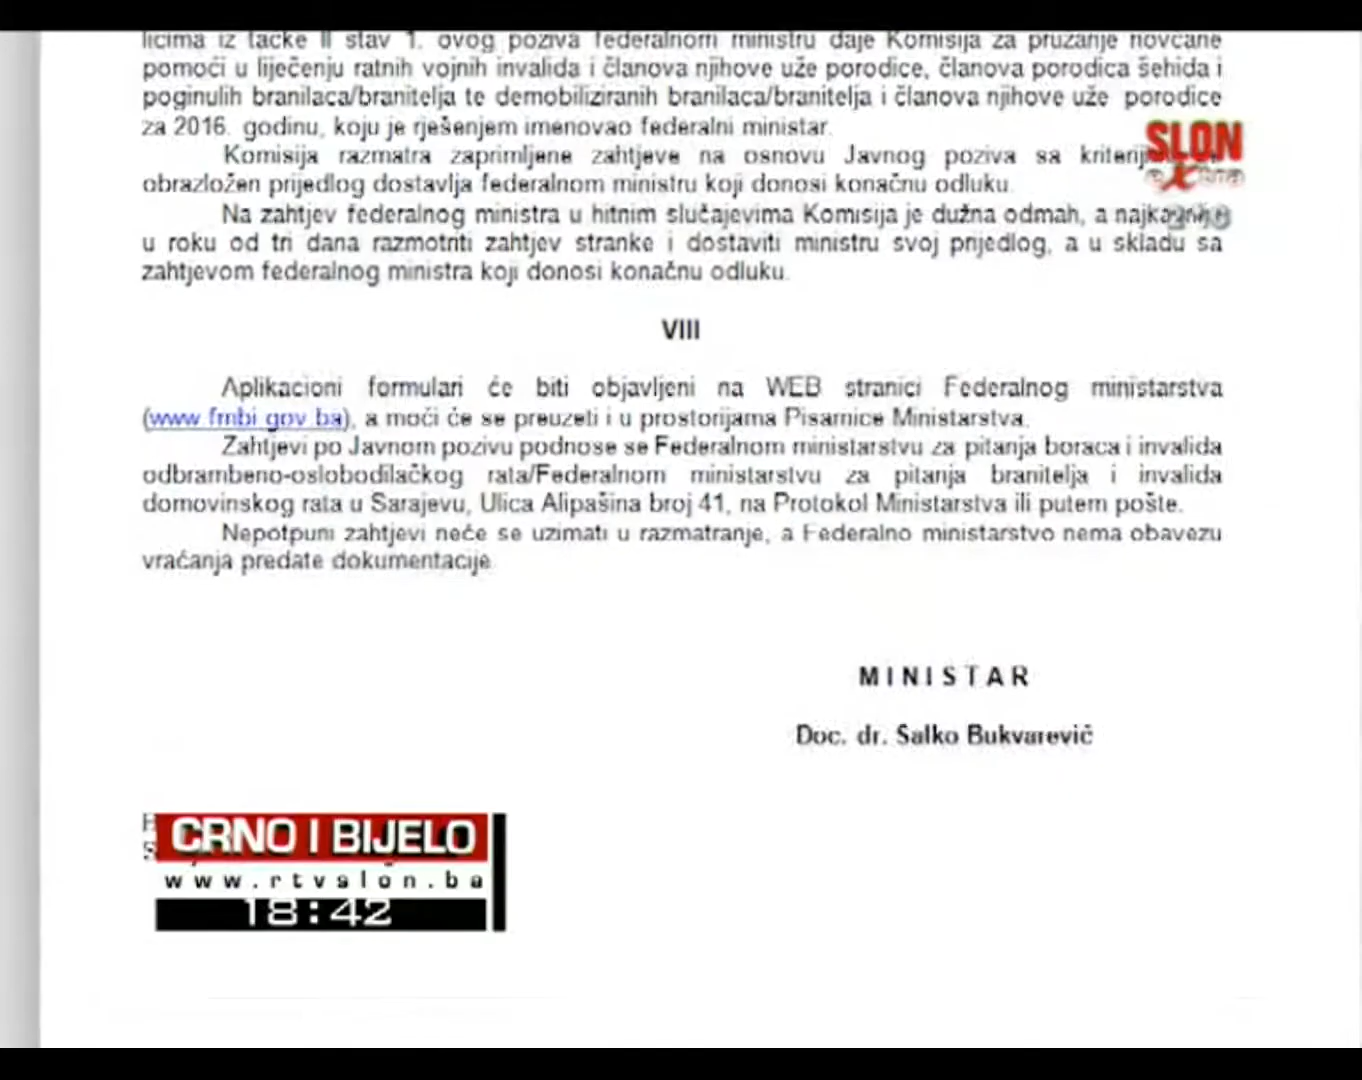 licima iz tačke II stav 1. ovog poziva federalnom ministru daje Komisija za pružanje novčane
pomoći u liječenju ratnih vojnih invalida i članova njihove uže porodice, članova porodica šehida i
poginulih branilaca/branitelja te demobiliziranih branilaca/branitelja i članova njihove uže porodice
za 2016. godinu, koju je rješenjem imenovao federalni ministar.
Komisija razmatra zaprimljene zahtjeve na osnovu Javnog poziva sa
SLON
obrazložen prijedlog dostavlja federalnom ministru koji donosi konačnu odluku.
extra
Na zahtjev federalnog ministra u hitnim slučajevima Komisija je dužna odmah, a
u roku od tri dana razmotriti zahtjev stranke i dostaviti ministru svoj prijedlog, a u skladu sa
zahtjevom federalnog ministra koji donosi konačnu odluku.
VIII
Aplikacioni formulari će biti objavljeni na WEB stranici Federalnog ministarstva
(www.fmbi.gov.ba), a moći će se preuzeti i u prostorijama Pisarnice Ministarstva.
Zahtjevi po Javnom pozivu podnose se Federalnom ministarstvu za pitanja boraca i invalida
odbrambeno-oslobodilačkog rata/Federalnom ministarstvu za pitanja branitelja i invalida
domovinskog rata u Sarajevu, Ulica Alipašina broj 41, na Protokol Ministarstva ili putem pošte.
Nepotpuni zahtjevi neće se uzimati u razmatranje, a Federalno ministarstvo nema obavezu
vraćanja predate dokumentacije.
MINISTAR
Doc. dr. Salko Bukvarević
CRNO I BIJELO
www.rtvslon.ba
18:42